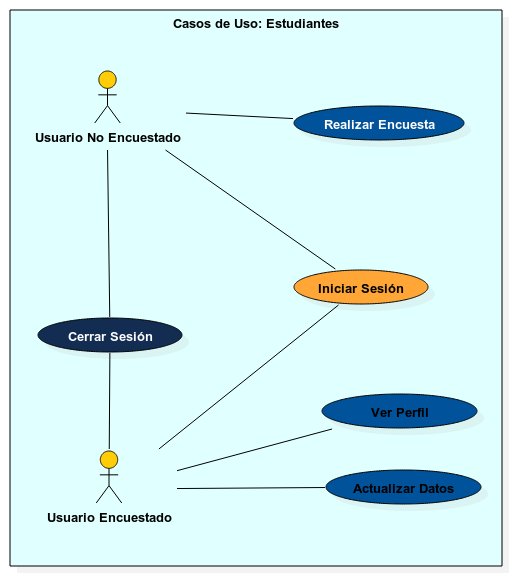 Casos de Uso: Estudiantes
Usuario No Encuestado
Realizar Encuesta
Iniciar Sesión
Cerrar Sesión
Ver Perfil
Actualizar Datos
Usuario Encuestado